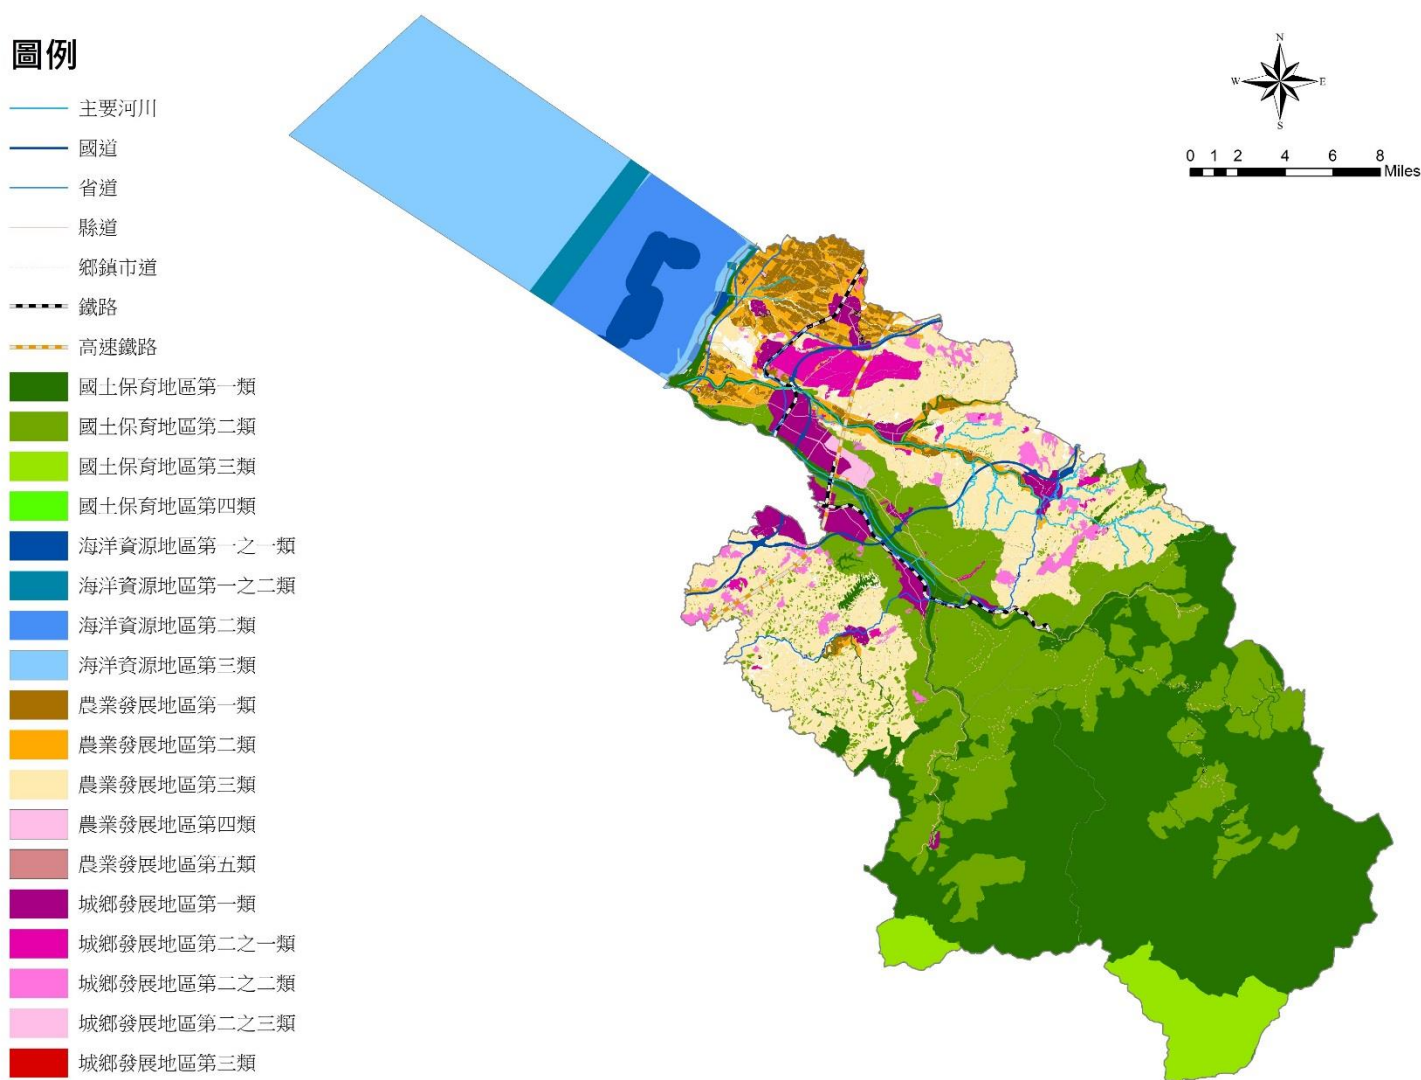 圖例
主要河川
國道
省道
縣道
鄉鎮市道
鐵路
高速鐵路
國土保育地區第一類
國土保育地區第二類
國土保育地區第三類
國土保育地區第四類
海洋資源地區第一之一類
海洋資源地區第一之二類
海洋資源地區第二類
海洋資源地區第三類
農業發展地區第一類
農業發展地區第二類
農業發展地區第三類
農業發展地區第四類
農業發展地區第五類
城鄉發展地區第一類
城鄉發展地區第二之一類
城鄉發展地區第二之二類
城鄉發展地區第二之三類
城鄉發展地區第三類
N
W E
S
0 1 2 4 6 8
Miles